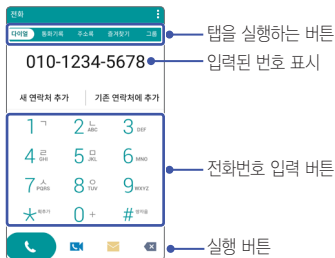 전화
다이얼 통화기록 주소록 즐겨찾기 그룹
탭을 실행하는 버튼
010-1234-5678
입력된 번호 표시
새 연락처 추가 기존 연락처에 추가
1 ㄱ 2 ㄴ ABC 3 DEF
4 ㄹ GHI 5 ㅁ JKL 6 MNO
전화번호 입력 버튼
7 ㅅ PQRS 8 ㅇ TUV 9 WXYZ
* 0 + #
실행 버튼